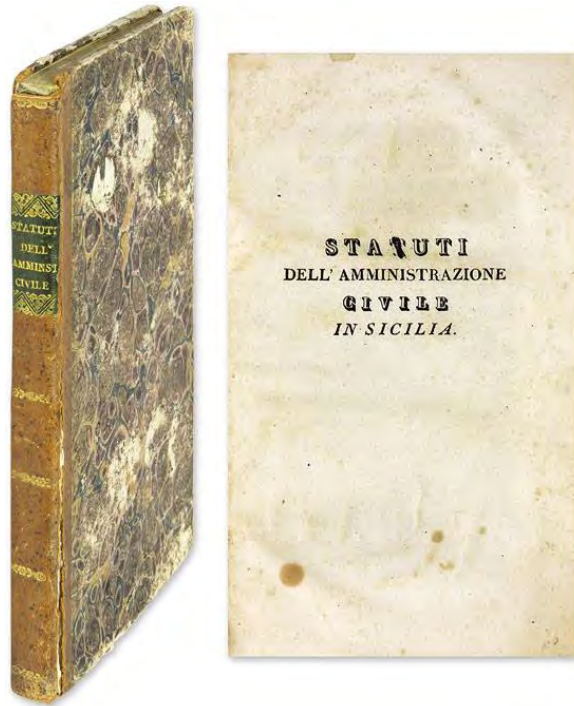 STATUTI
DELL'
AMMINST
CIVILE
STATUTI
DELL' AMMINISTRAZIONE
CIVILE
IN SICILIA.